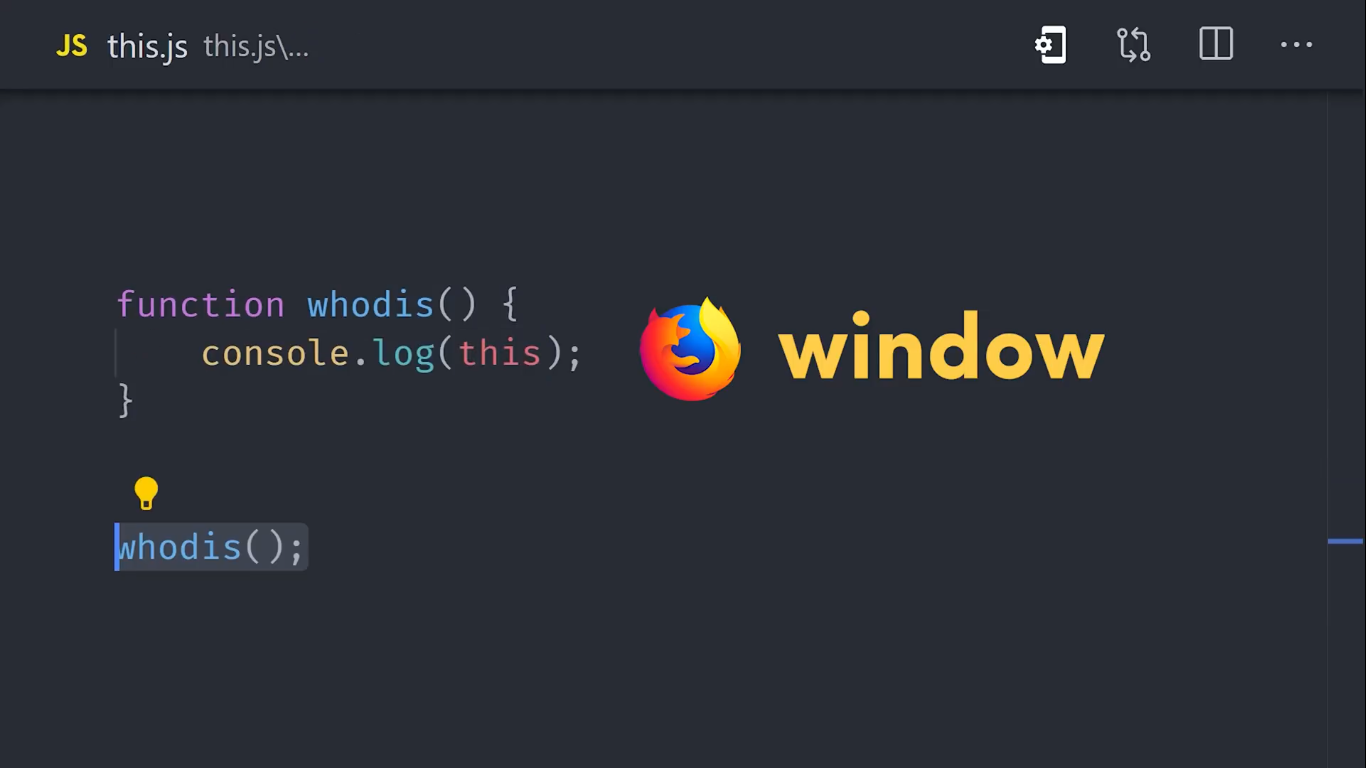 JS this.js this.js\...
function whodis() {
console.log(this);
}
window
whodis();